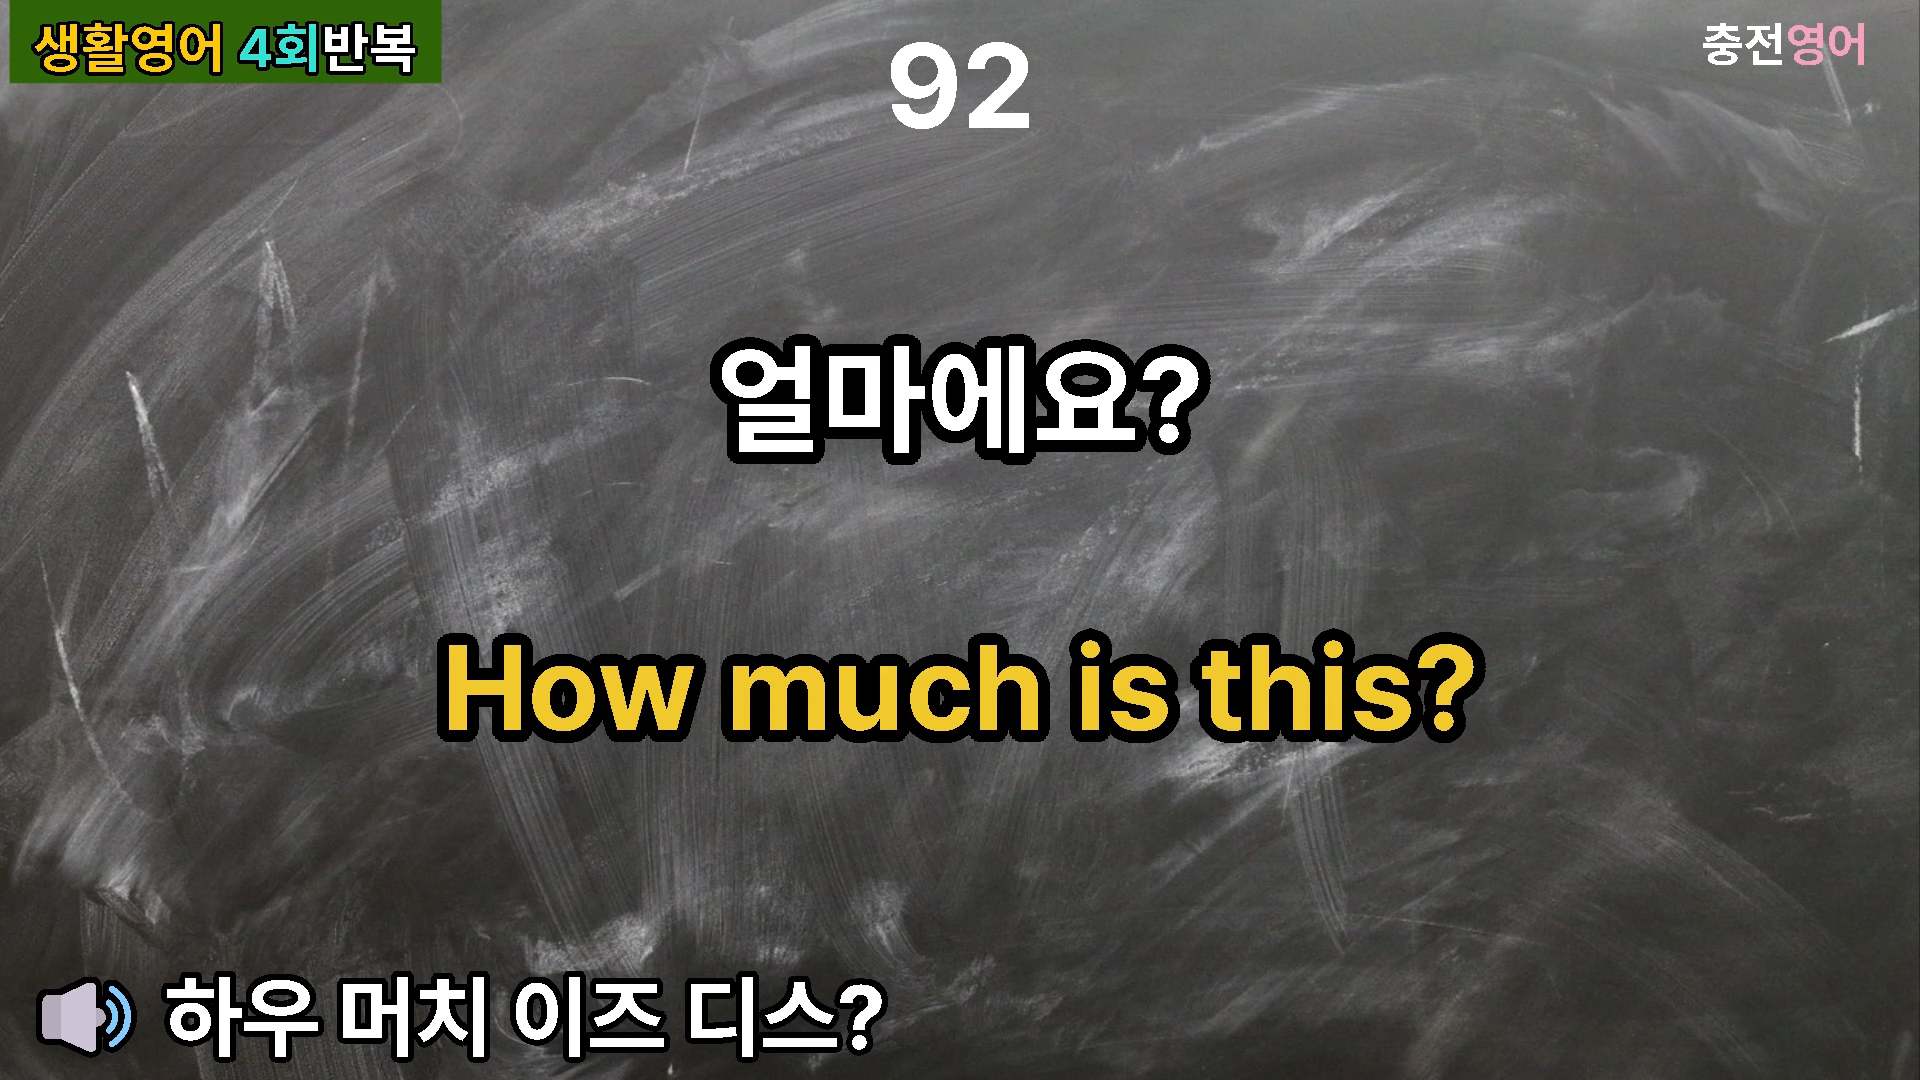 생활영어 4회반복
92
충전영어
얼마에요?
How much is this?
하우 머치 이즈 디스?